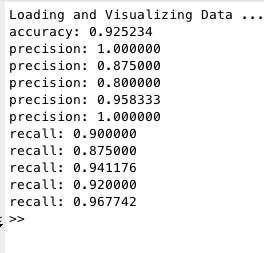 Loading and Visualizing Data ...
accuracy: 0.925234
precision: 1.000000
precision: 0.875000
precision: 0.800000
precision: 0.958333
precision: 1.000000
recall: 0.900000
recall: 0.875000
recall: 0.941176
recall: 0.920000
recall: 0.967742
>>